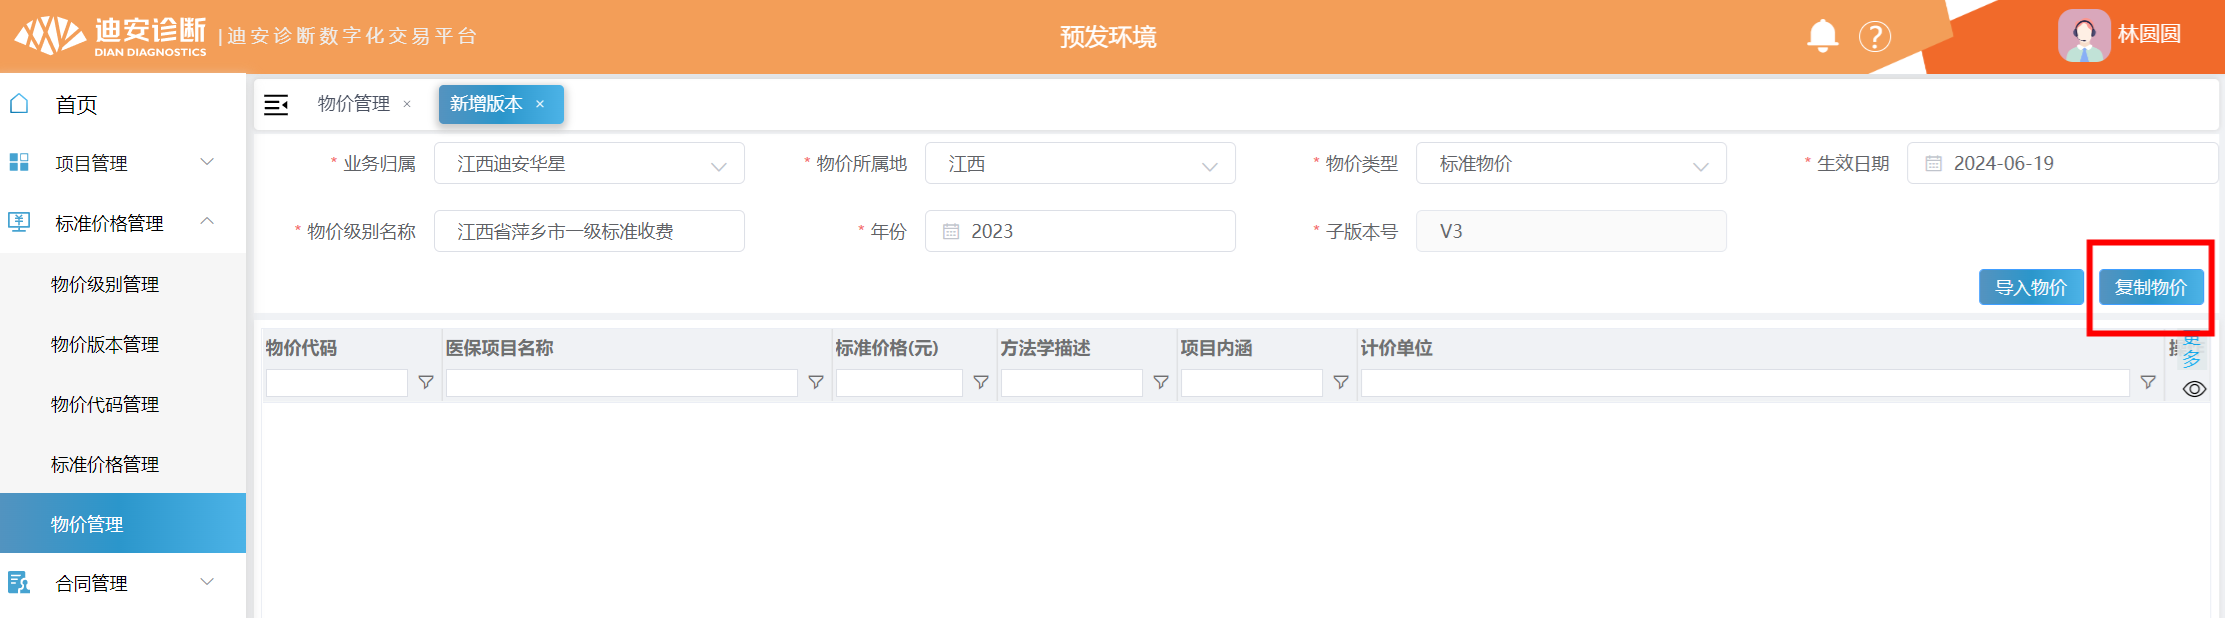 迪安诊断
DIAN DIAGNOSTICS
|迪安诊断数字化交易平台
预发环境
?
林圆圆
首页
项目管理
标准价格管理
物价级别管理
物价版本管理
物价代码管理
标准价格管理
物价管理
合同管理
物价管理 ×
新增版本 ×
* 业务归属 江西迪安华星
* 物价所属地 江西
* 物价类型 标准物价
* 生效日期 2024-06-19
* 物价级别名称 江西省萍乡市一级标准收费
* 年份 2023
* 子版本号 V3
导入物价 复制物价
物价代码 医保项目名称 标准价格(元) 方法学描述 项目内涵 计价单位
更多